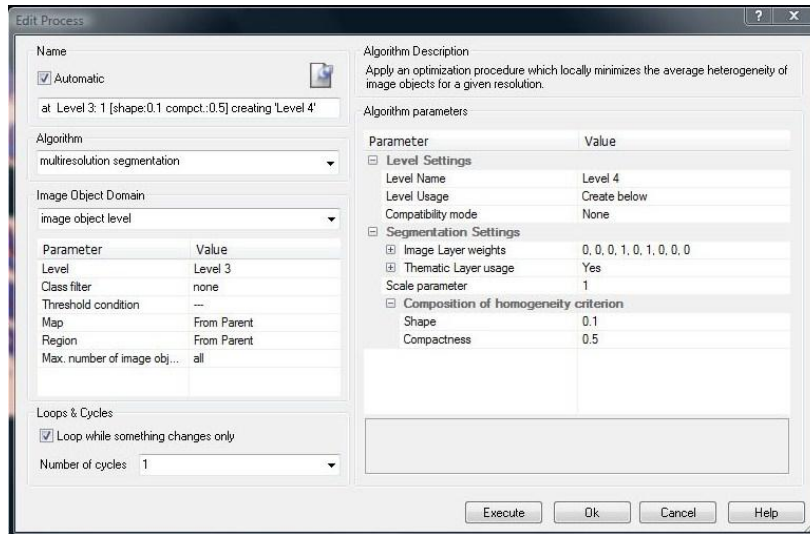 Edit Process
Name
Automatic
at Level 3: 1 [shape:0.1 compct.:0.5] creating 'Level 4'
Algorithm
multiresolution segmentation
Image Object Domain
image object level
Parameter Value
Level Level 3
Class filter none
Threshold condition ---
Map From Parent
Region From Parent
Max. number of image obj... all
Loops & Cycles
Loop while something changes only
Number of cycles 1
Algorithm Description
Apply an optimization procedure which locally minimizes the average heterogeneity of
image objects for a given resolution.
Algorithm parameters
Parameter Value
Level Settings
Level Name Level 4
Level Usage Create below
Compatibility mode None
Segmentation Settings
Image Layer weights 0, 0, 0, 1, 0, 1, 0, 0, 0
Thematic Layer usage Yes
Scale parameter 1
Composition of homogeneity criterion
Shape 0.1
Compactness 0.5
Execute Ok Cancel Help